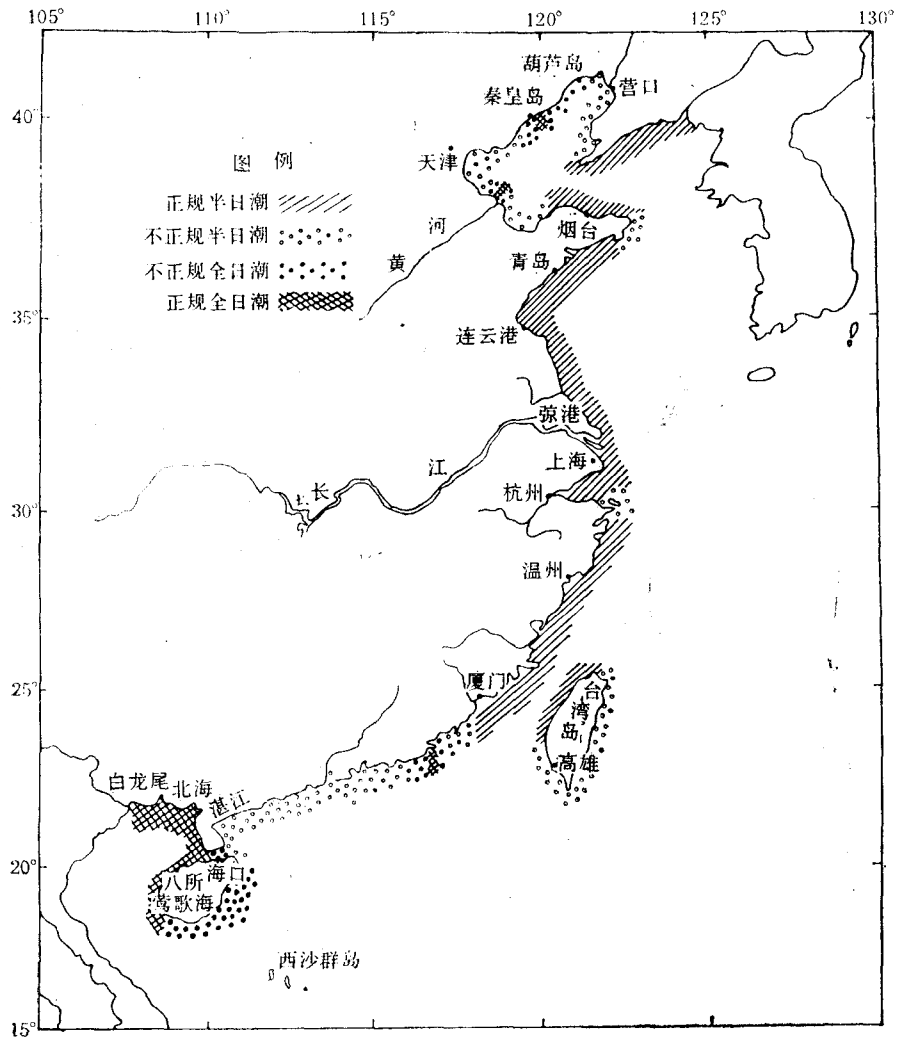 105° 110° 115° 120° 125° 130°
葫芦岛
营口
秦皇岛
40°
天津
图 例
正规半日潮
不正规半日潮
不正规全日潮
正规全日潮
河
黄
烟台
青岛
35°
连云港
弶港
上海
江
长
杭州
30°
温州
25°
厦门
台
湾
岛
高雄
白龙尾
北海
湛江
20°
海口
八所
莺歌海
西沙群岛
15°